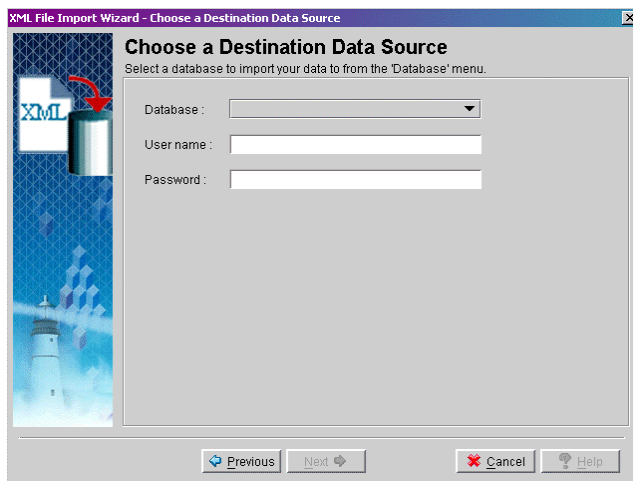 XML File Import Wizard - Choose a Destination Data Source
Choose a Destination Data Source
Select a database to import your data to from the 'Database' menu.
XML
Database :
User name :
Password :
Previous
Next
Cancel
Help